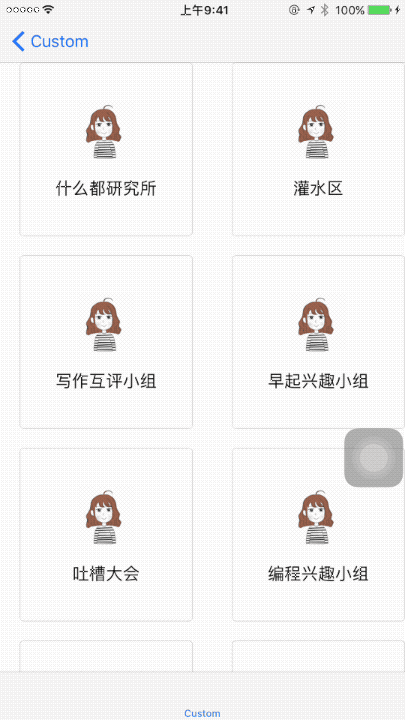 上午9:41
100%
Custom
什么都研究所
灌水区
写作互评小组
早起兴趣小组
吐槽大会
编程兴趣小组
Custom